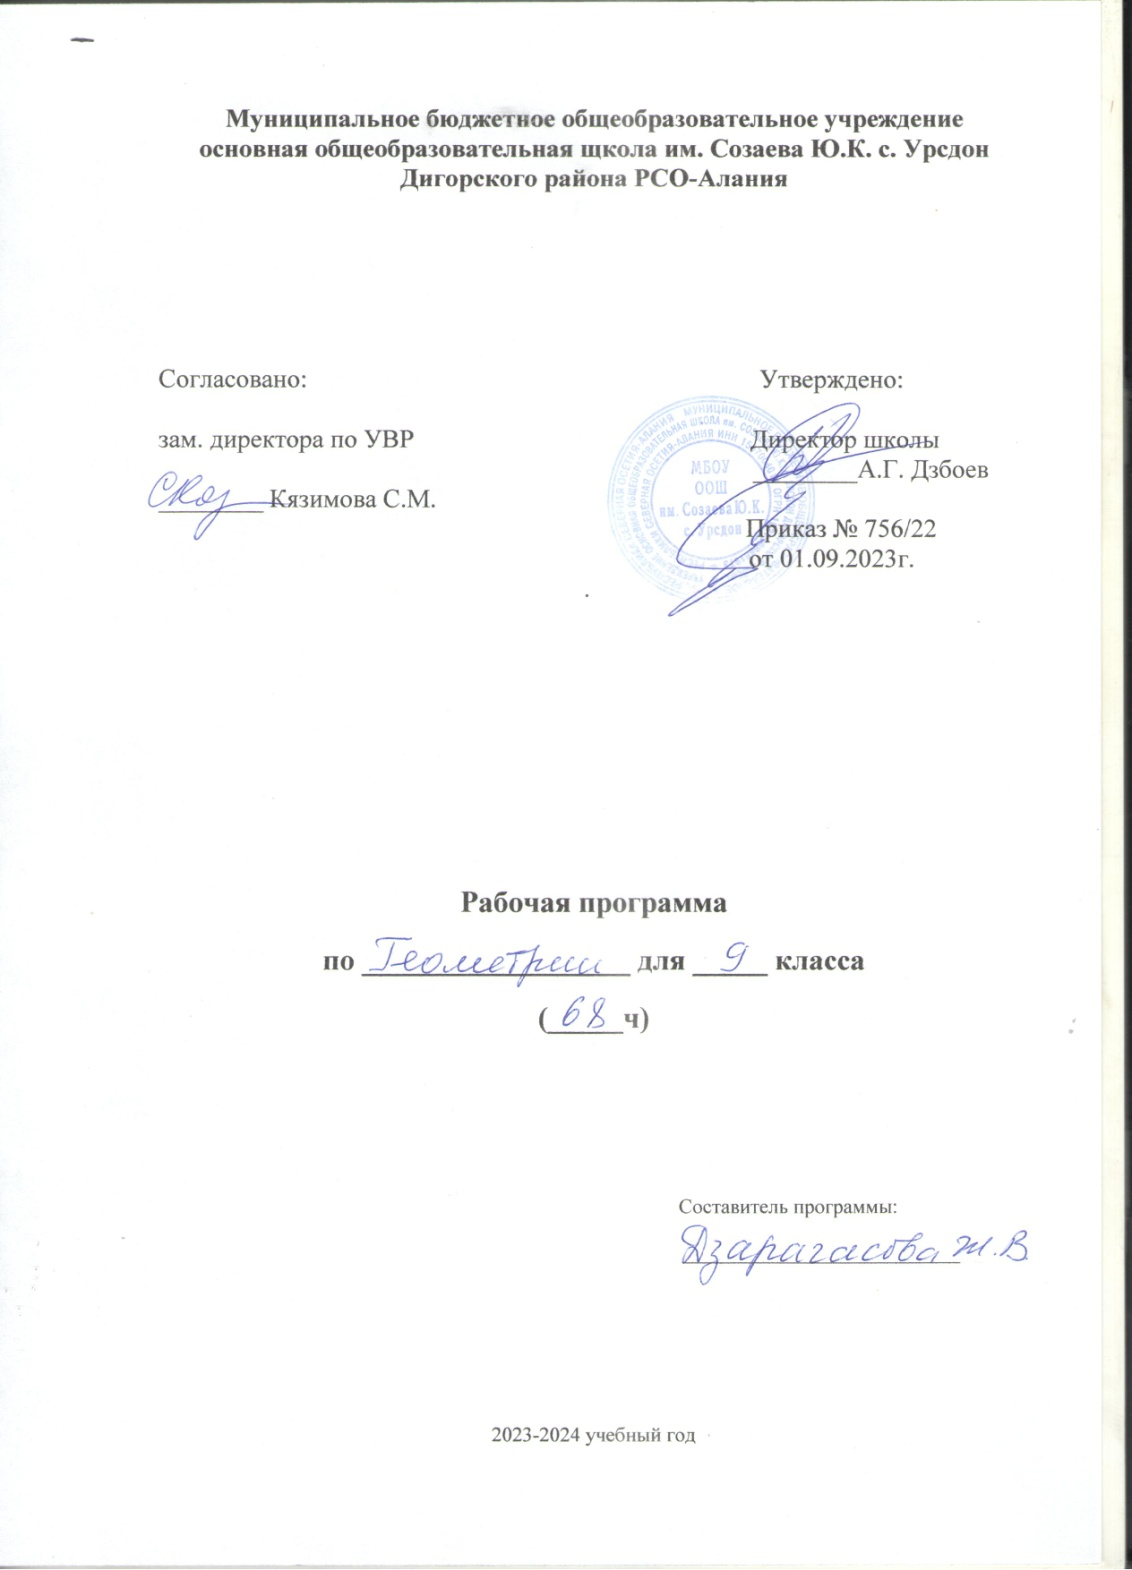 Муниципальное бюджетное общеобразовательное учреждение
основная общеобразовательная щкола им. Созаева Ю.К. с. Урсдон
Дигорского района РСО-Алания
Согласовано:
зам. директора по УВР
Кязимова С.М.
Утверждено:
Директор школы
А.Г. Дзбоев
Приказ № 756/22
от 01.09.2023г.
МБОУ
ООШ
им. Созаева Ю.К.
с. Урсдон
Рабочая программа
по Геометрии для 9 класса
(68 ч)
Составитель программы:
Дзарагасова Ж.В.
2023-2024 учебный год